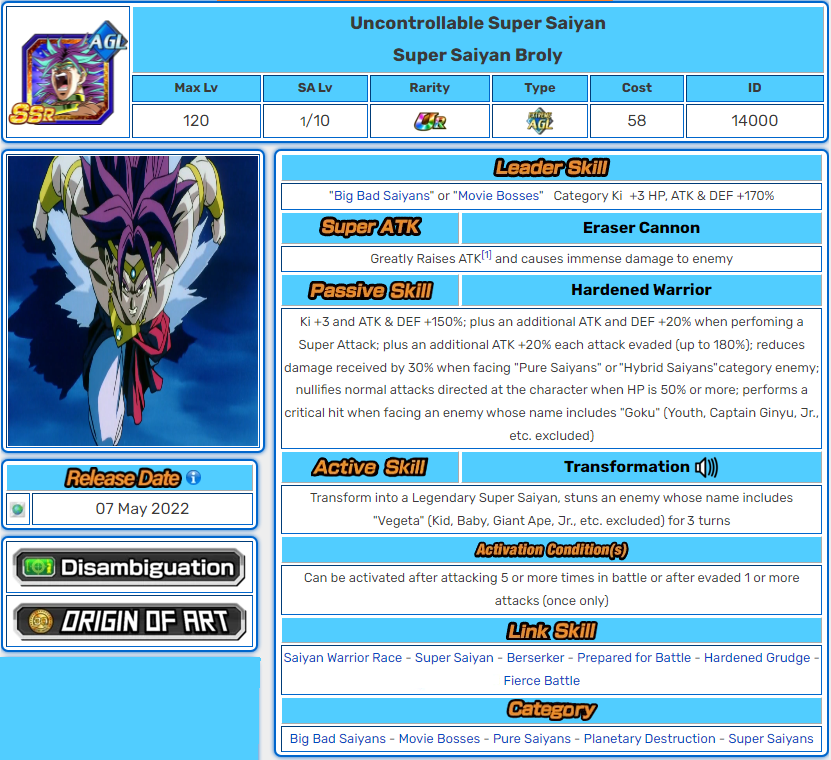 Uncontrollable Super Saiyan
Super Saiyan Broly
AGL
SSR
Max Lv
SA Lv
Rarity
Type
Cost
ID
120
1/10
UR
EXTREME
AGL
58
14000
Leader Skill
"Big Bad Saiyans" or "Movie Bosses" Category Ki +3 HP, ATK & DEF +170%
Super ATK
Eraser Cannon
Greatly Raises ATK[1] and causes immense damage to enemy
Passive Skill
Hardened Warrior
Ki +3 and ATK & DEF +150%; plus an additional ATK and DEF +20% when perfoming a
Super Attack; plus an additional ATK +20% each attack evaded (up to 180%); reduces
damage received by 30% when facing "Pure Saiyans" or "Hybrid Saiyans"category enemy;
nullifies normal attacks directed at the character when HP is 50% or more; performs a
critical hit when facing an enemy whose name includes "Goku" (Youth, Captain Ginyu, Jr.,
etc. excluded)
Active Skill
Transformation
Transform into a Legendary Super Saiyan, stuns an enemy whose name includes
"Vegeta" (Kid, Baby, Giant Ape, Jr., etc. excluded) for 3 turns
Activation Condition(s)
Can be activated after attacking 5 or more times in battle or after evaded 1 or more
attacks (once only)
Link Skill
Saiyan Warrior Race - Super Saiyan - Berserker - Prepared for Battle - Hardened Grudge -
Fierce Battle
Category
Big Bad Saiyans - Movie Bosses - Pure Saiyans - Planetary Destruction - Super Saiyans
Release Date
07 May 2022
Disambiguation
ORIGIN OF ART